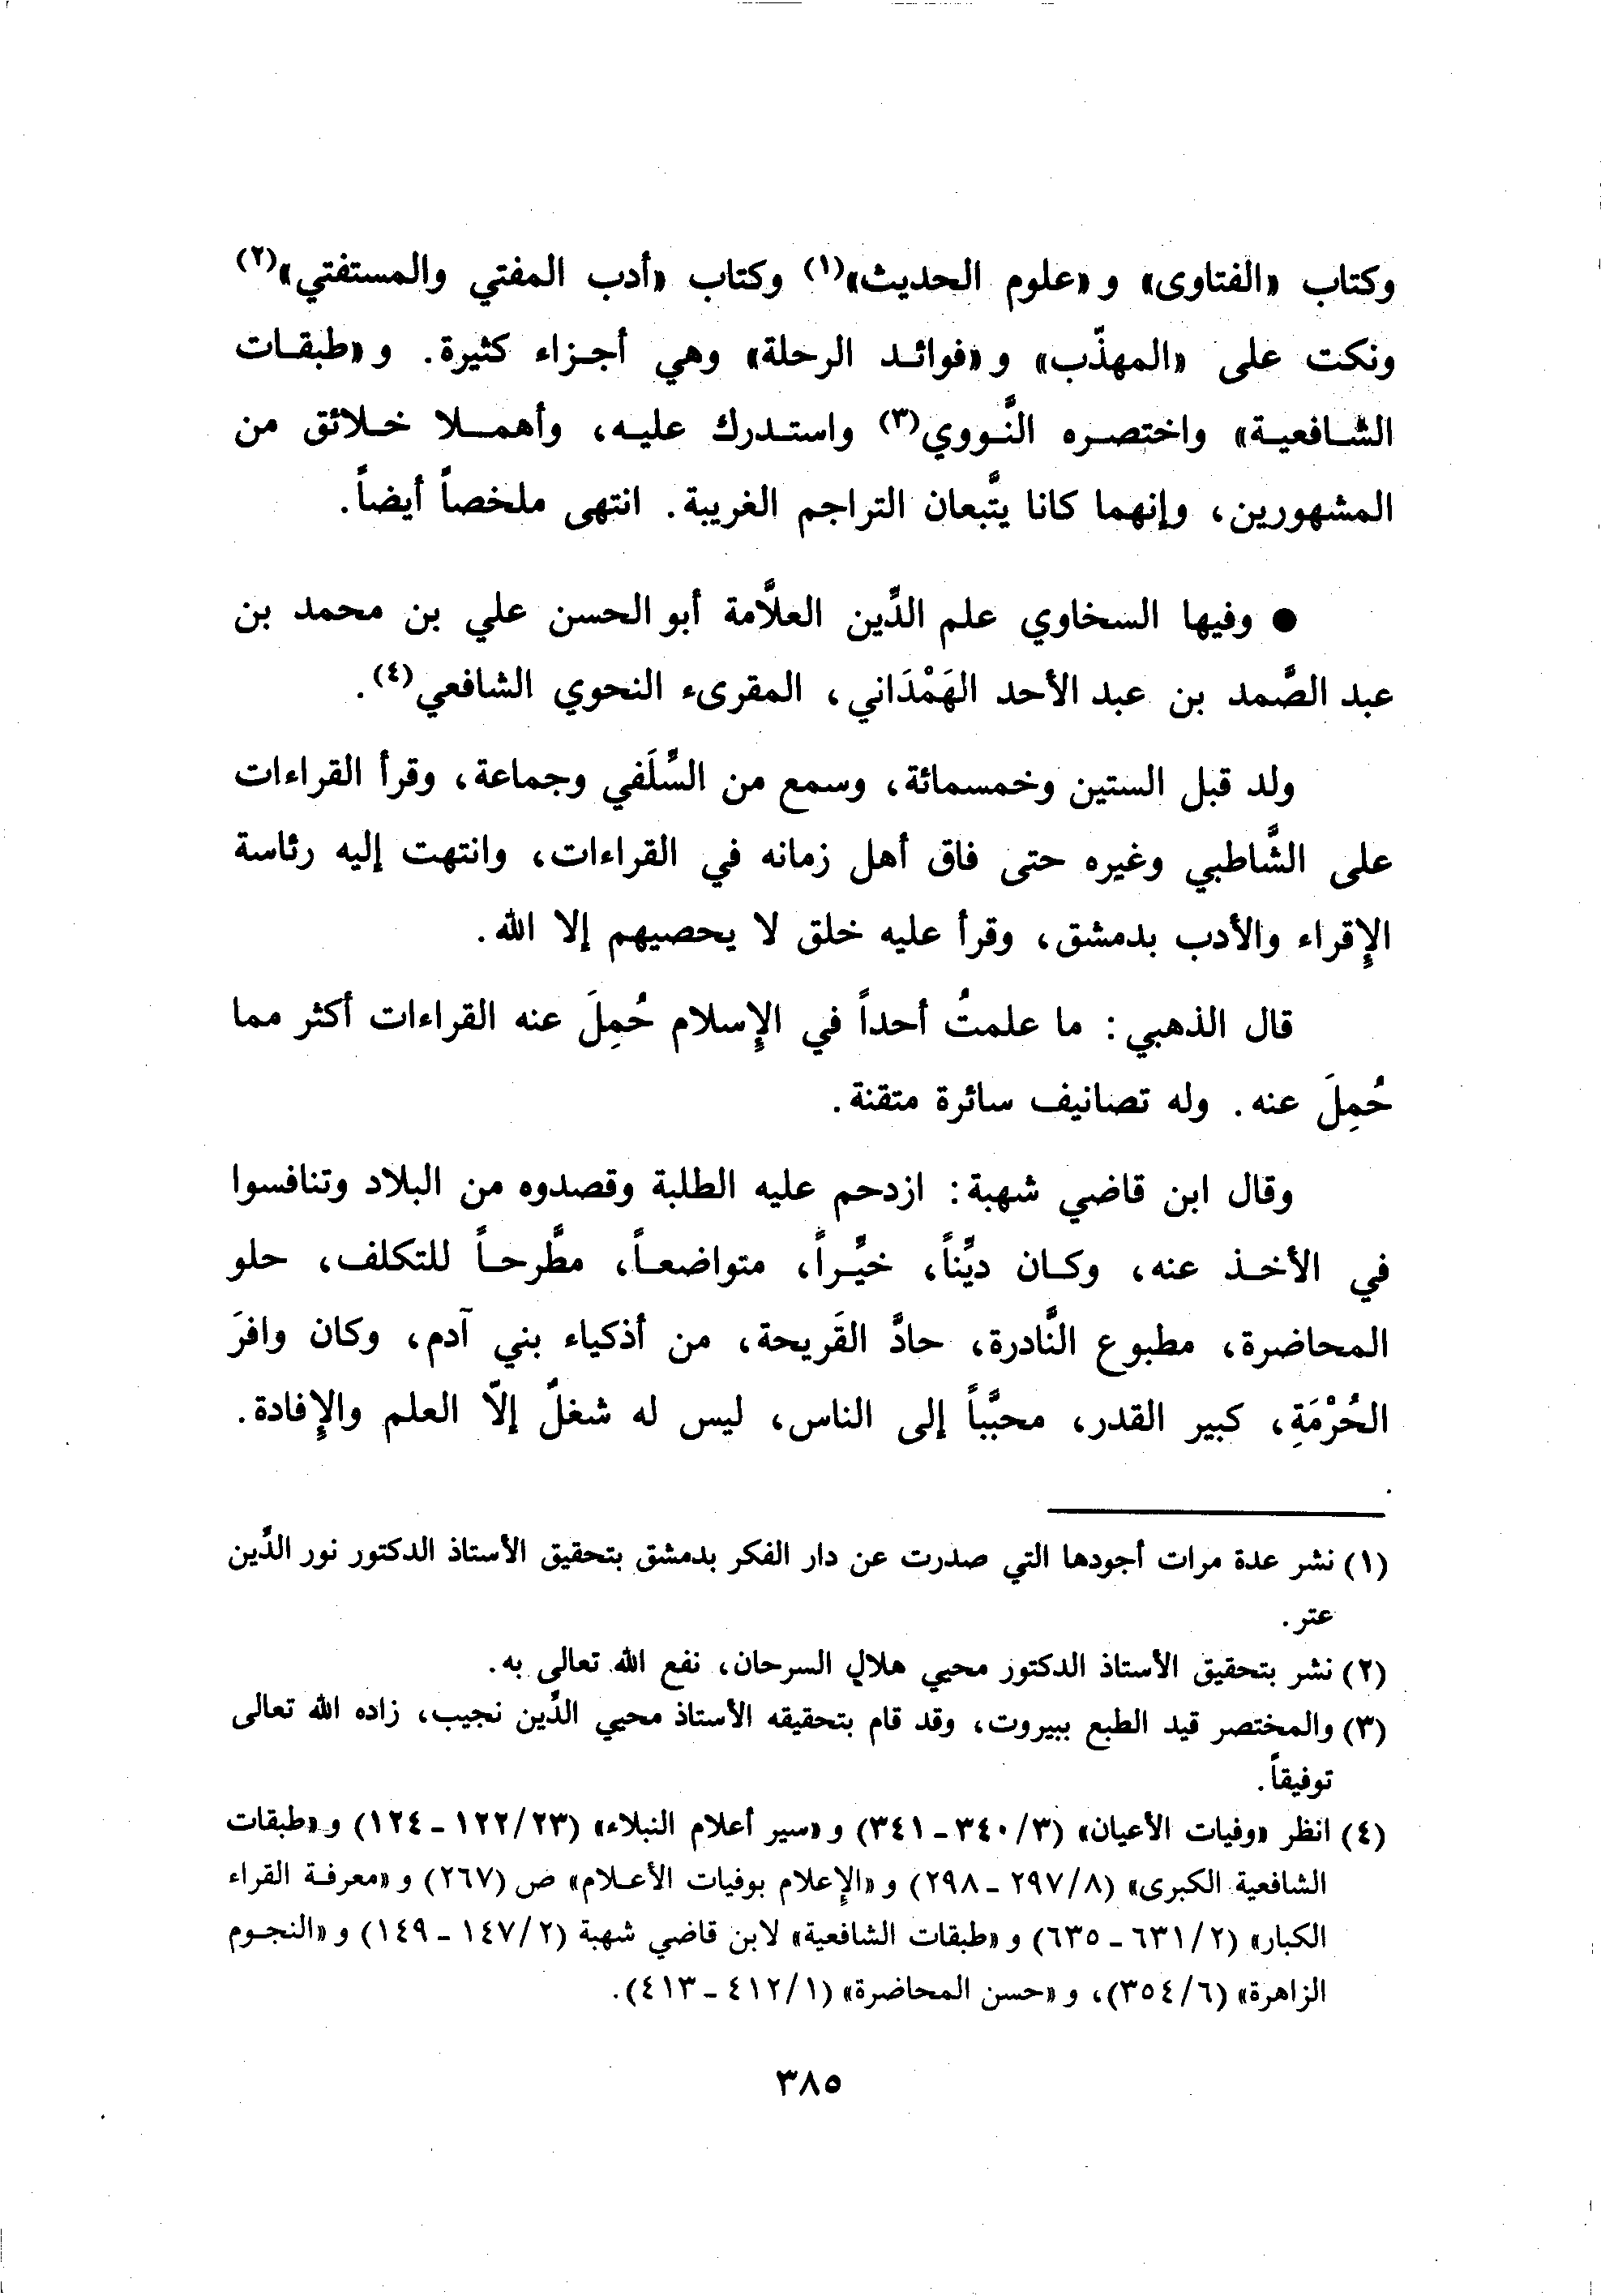 وكتاب «الفتاوى» و «علوم الحديث»(١) وكتاب «أدب المفتي والمستفتي»(٢)
ونكت على «المهذّب» و «فوائد الرحلة» وهي أجزاء كثيرة. و «طبقات
الشافعية» واختصره النَّووي(٣) واستدرك عليه، وأهملا خلائق من
المشهورين، وإنهما كانا يتَّبعان التراجم الغريبة. انتهى ملخصاً أيضاً.
● وفيها السخاوي علم الدِّين العلاَّمة أبو الحسن علي بن محمد بن
عبد الصَّمد بن عبد الأحد الهَمْدَاني، المقرىء النحوي الشافعي(٤).
ولد قبل الستين وخمسمائة، وسمع من السِّلَفي وجماعة، وقرأ القراءات
على الشَّاطبي وغيره حتى فاق أهل زمانه في القراءات، وانتهت إليه رئاسة
الإقراء والأدب بدمشق، وقرأ عليه خلق لا يحصيهم إلا الله.
قال الذهبي: ما علمتُ أحداً في الإسلام حُمِلَ عنه القراءات أكثر مما
حُمِلَ عنه. وله تصانيف سائرة متقنة.
وقال ابن قاضي شهبة: ازدحم عليه الطلبة وقصدوه من البلاد وتنافسوا
في الأخذ عنه، وكان ديِّناً، خيِّراً، متواضعاً، مطَّرحاً للتكلف، حلو
المحاضرة، مطبوع النَّادرة، حادَّ القَريحة، من أذكياء بني آدم، وكان وافرَ
الحُرْمَةِ، كبير القدر، محبَّباً إلى الناس، ليس له شغلٌ إلاّ العلم والإفادة.
(١) نشر عدة مرات أجودها التي صدرت عن دار الفكر بدمشق بتحقيق الأستاذ الدكتور نور الدِّين
عتر.
(٢) نشر بتحقيق الأستاذ الدكتور محيي هلال السرحان، نفع الله تعالى به.
(٣) والمختصر قيد الطبع ببيروت، وقد قام بتحقيقه الأستاذ محيي الدِّين نجيب، زاده الله تعالى
توفيقاً.
(٤) انظر «وفيات الأعيان» (٣/ ٣٤٠ - ٣٤١) و «سير أعلام النبلاء» (٢٣/ ١٢٢ - ١٢٤) و «طبقات
الشافعية الكبرى» (٨/ ٢٩٧ - ٢٩٨) و «الإعلام بوفيات الأعلام» ص (٢٦٧) و «معرفة القراء
الكبار» (٢/ ٦٣١ - ٦٣٥) و «طبقات الشافعية» لابن قاضي شهبة (٢/ ١٤٧ - ١٤٩) و «النجوم
الزاهرة» (٦/ ٣٥٤)، و «حسن المحاضرة» (١/ ٤١٢ - ٤١٣).
٣٨٥